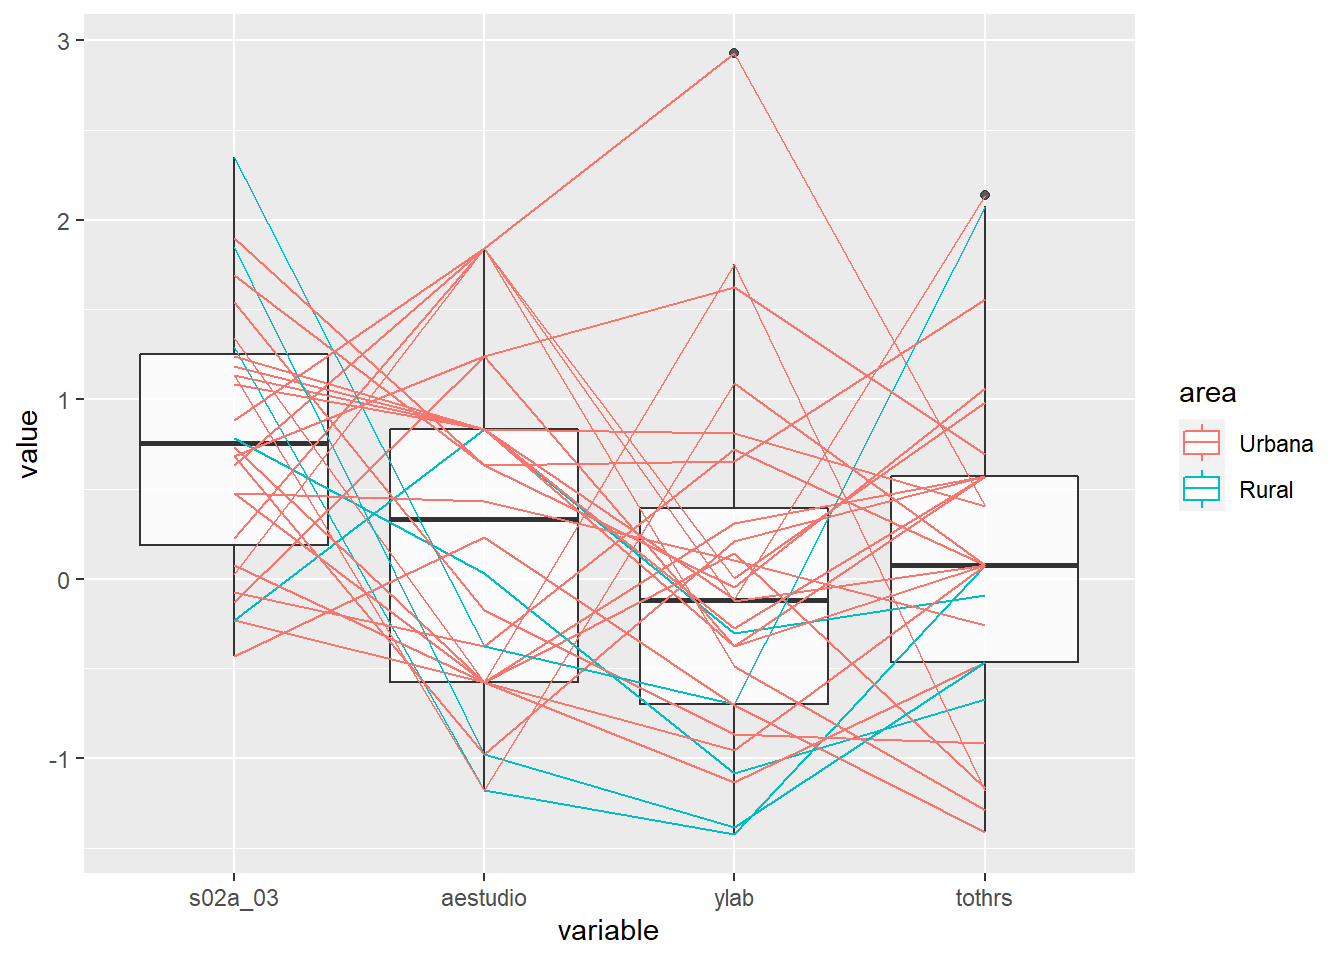 3
2
1
0
-1
value
s02a_03 aestudio ylab tothrs
variable
area
Urbana
Rural